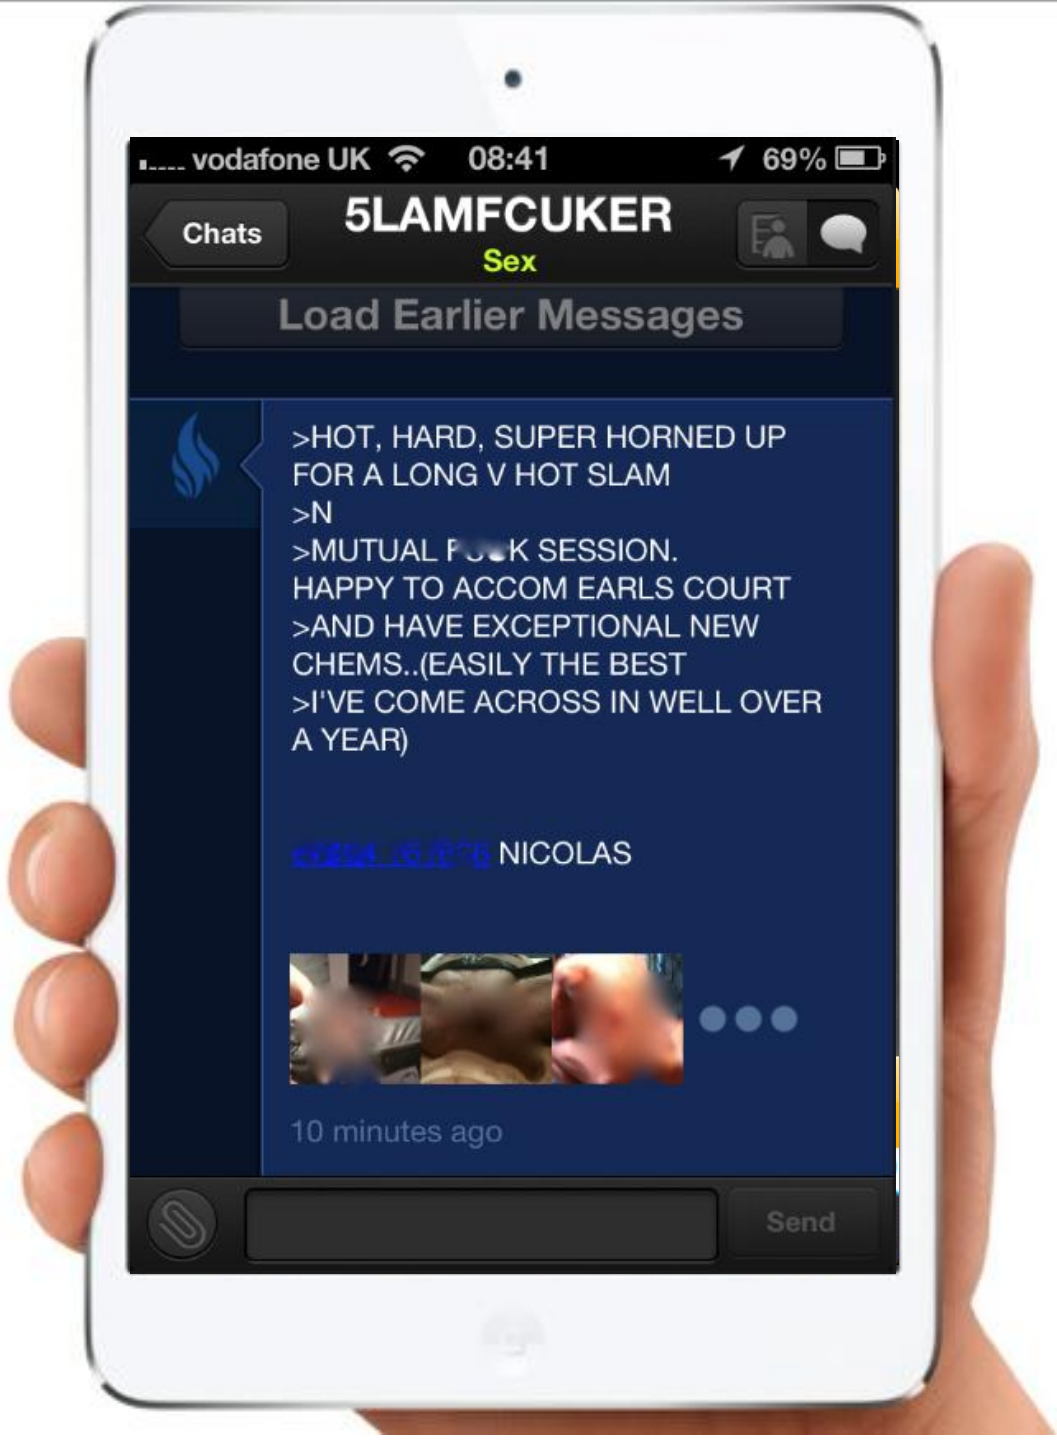 vodafone UK 08:41 69%
Chats 5LAMFCUKER
Sex
Load Earlier Messages
>HOT, HARD, SUPER HORNED UP
FOR A LONG V HOT SLAM
>N
>MUTUAL K SESSION.
HAPPY TO ACCOM EARLS COURT
>AND HAVE EXCEPTIONAL NEW
CHEMS..(EASILY THE BEST
>I'VE COME ACROSS IN WELL OVER
A YEAR)
NICOLAS
10 minutes ago
Send